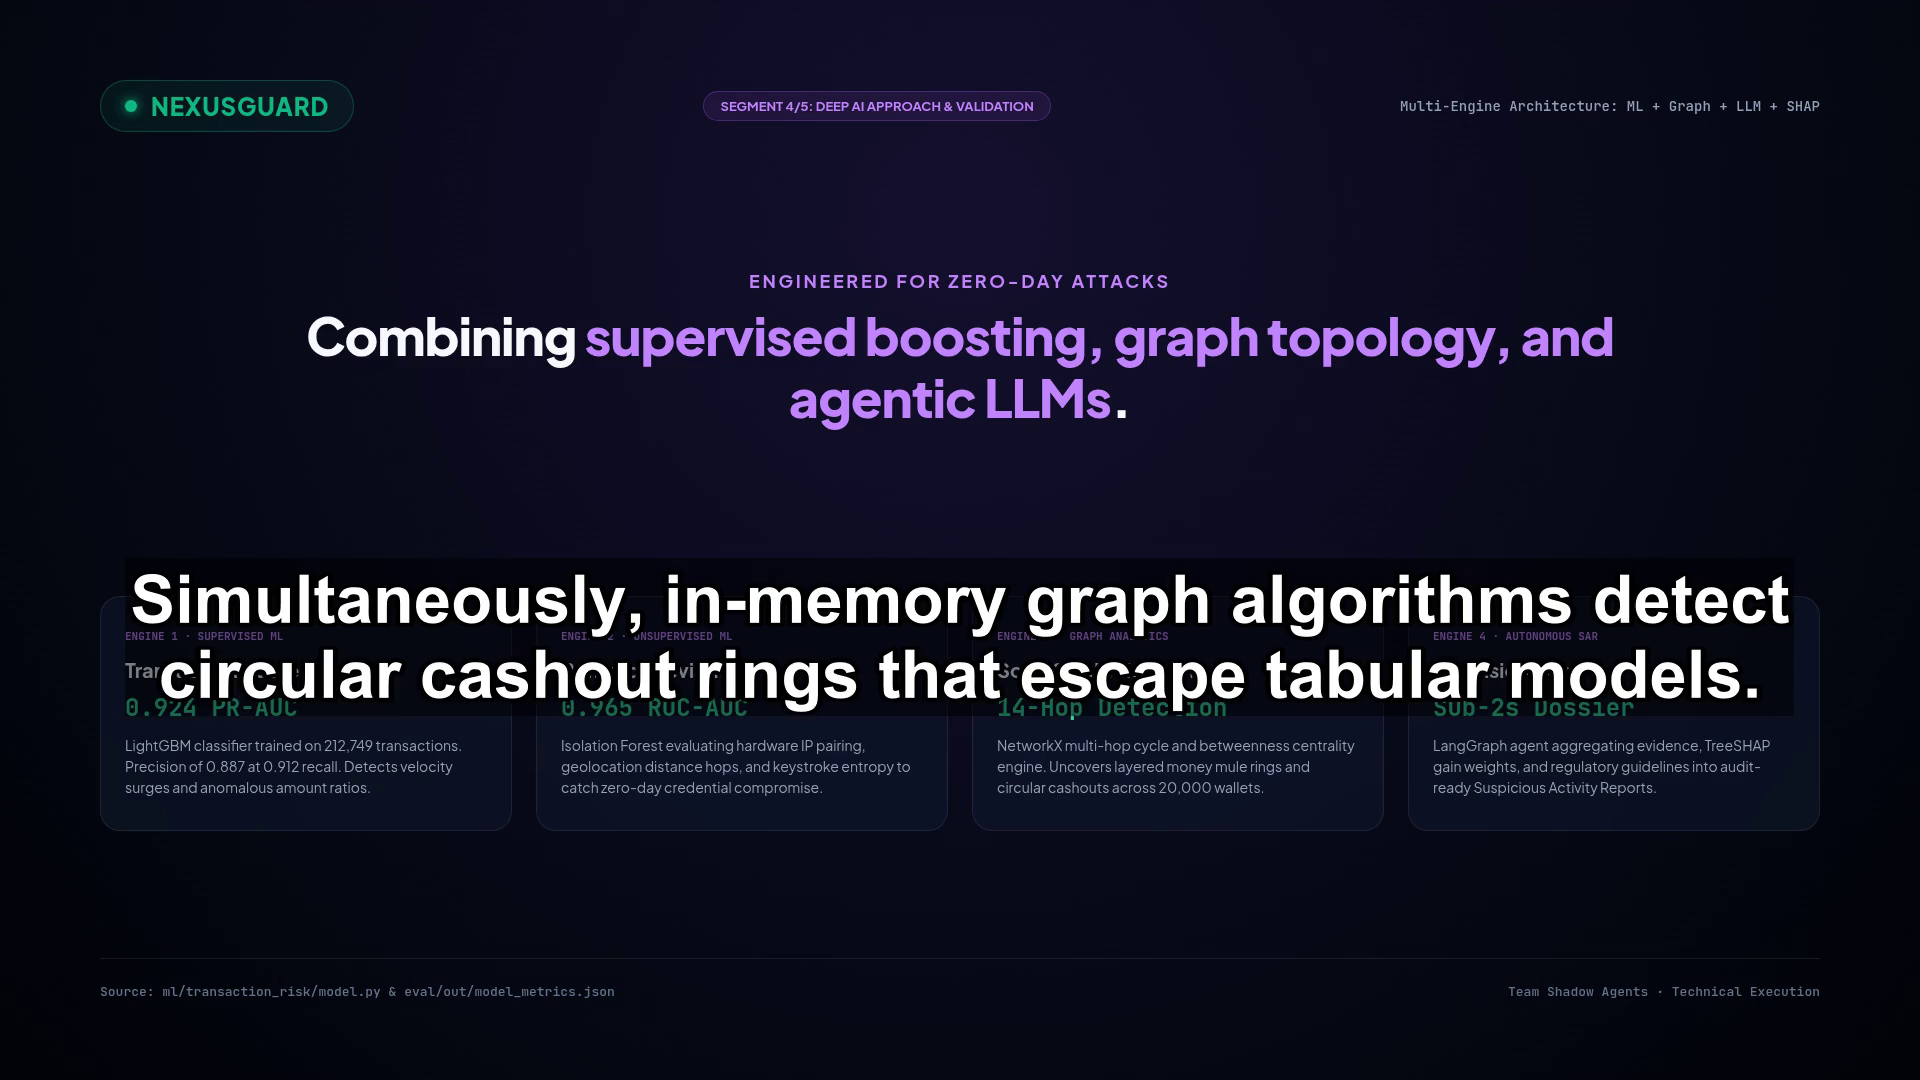 NEXUSGUARD
SEGMENT 4/5: DEEP AI APPROACH & VALIDATION
Multi-Engine Architecture: ML + Graph + LLM + SHAP
ENGINEERED FOR ZERO-DAY ATTACKS
Combining supervised boosting, graph topology, and
agentic LLMs.
Simultaneously, in-memory graph algorithms detect
circular cashout rings that escape tabular models.
ENGINE 1 · SUPERVISED ML
0.924 PR-AUC
LightGBM classifier trained on 212,749 transactions.
Precision of 0.887 at 0.912 recall. Detects velocity
surges and anomalous amount ratios.
ENGINE 2 · UNSUPERVISED ML
0.965 ROC-AUC
Isolation Forest evaluating hardware IP pairing,
geolocation distance hops, and keystroke entropy to
catch zero-day credential compromise.
ENGINE GRAPH ANALYTICS
14-Hop Detection
NetworkX multi-hop cycle and betweenness centrality
engine. Uncovers layered money mule rings and
circular cashouts across 20,000 wallets.
ENGINE 4 · AUTONOMOUS SAR
Sub-2s Dossier
LangGraph agent aggregating evidence, TreeSHAP
gain weights, and regulatory guidelines into audit-
ready Suspicious Activity Reports.
Source: ml/transaction_risk/model.py & eval/out/model_metrics.json
Team Shadow Agents · Technical Execution